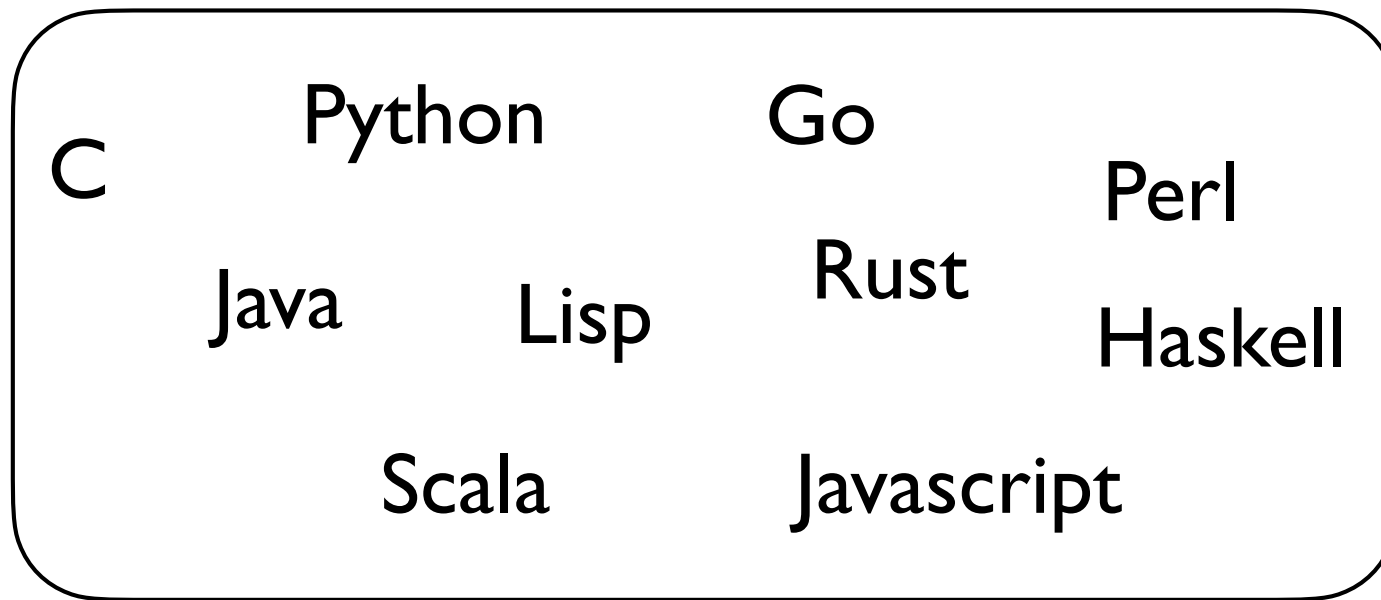 Python
Go
C
Perl
Rust
Java
Lisp
Haskell
Scala
Javascript